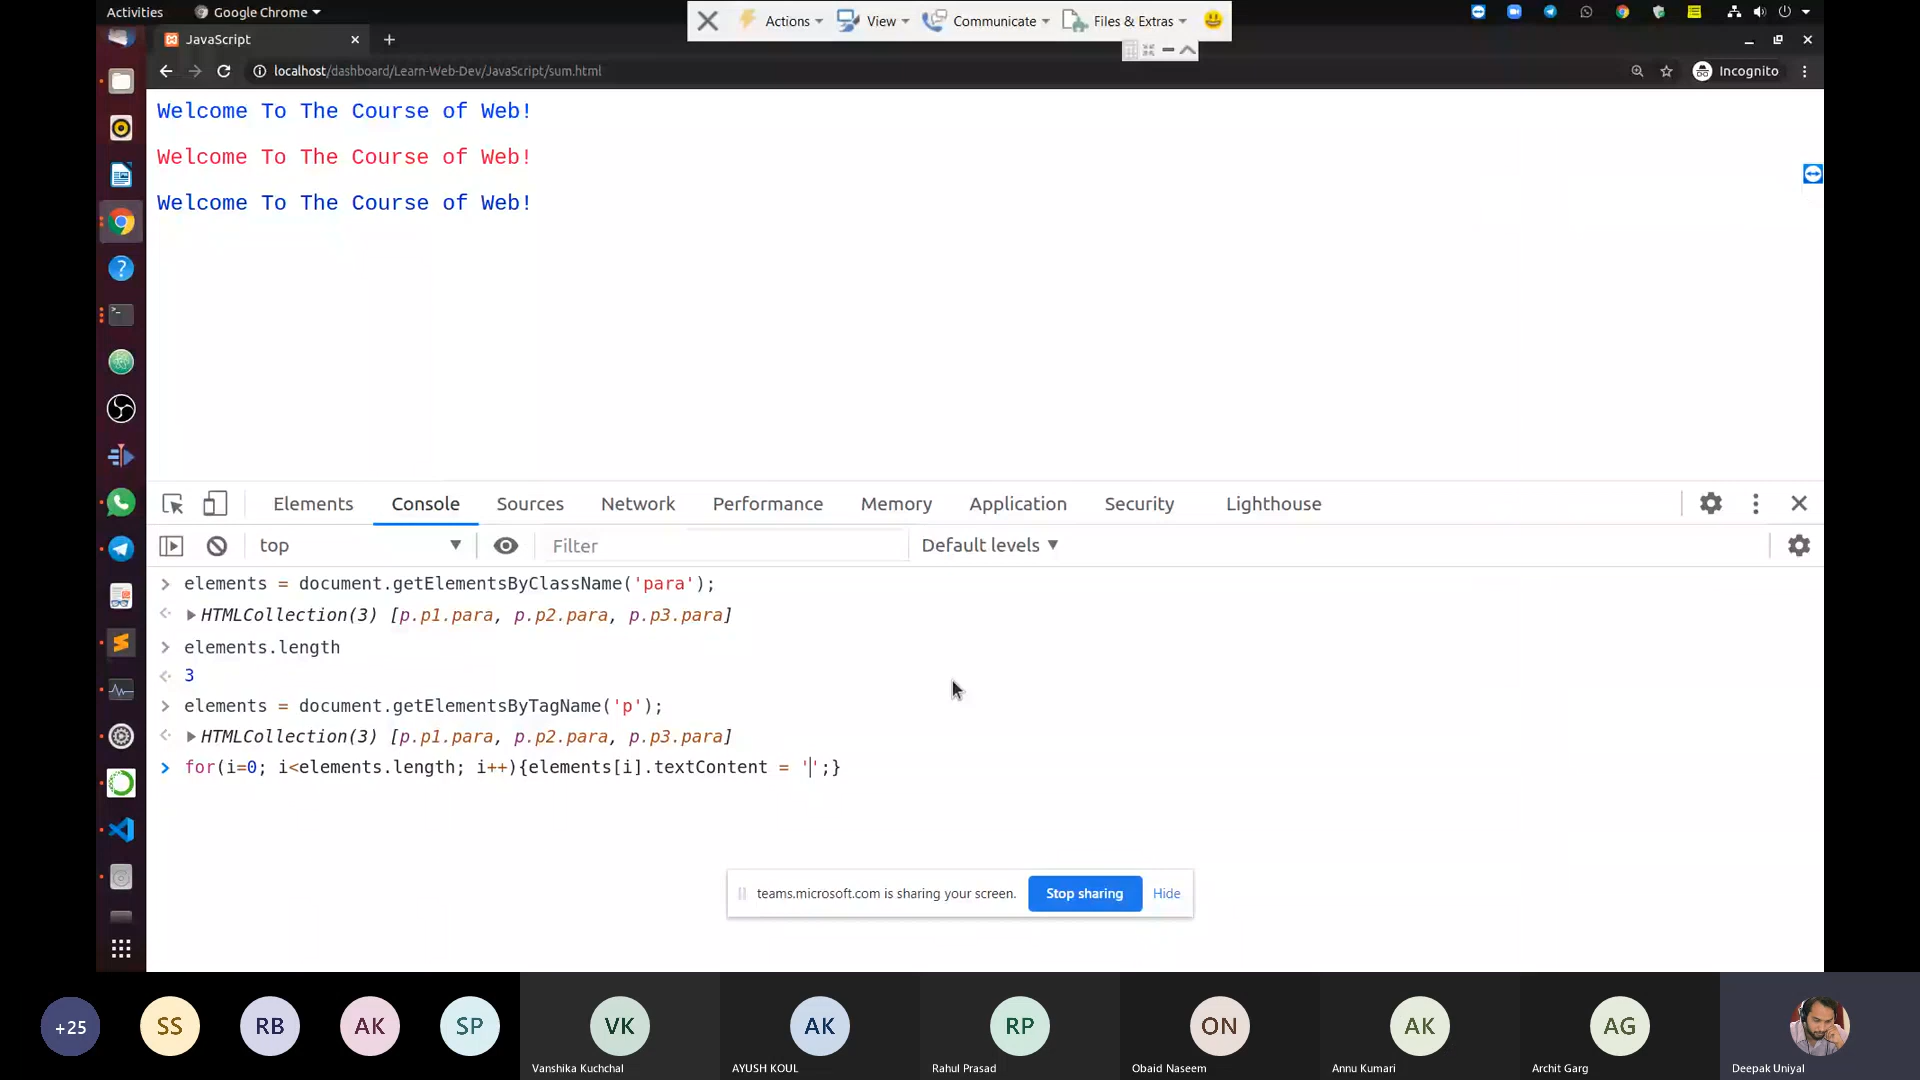 Activities
Google Chrome
Actions
View
Communicate
Files & Extras
JavaScript
localhost/dashboard/Learn-Web-Dev/JavaScript/sum.html
Incognito
Welcome To The Course of Web!
Welcome To The Course of Web!
Welcome To The Course of Web!
Elements
Console
Sources
Network
Performance
Memory
Application
Security
Lighthouse
top
Filter
Default levels
elements = document.getElementsByClassName('para');
HTMLCollection(3) [p.p1.para, p.p2.para, p.p3.para]
elements.length
3
elements = document.getElementsByTagName('p');
HTMLCollection(3) [p.p1.para, p.p2.para, p.p3.para]
for(i=0; i<elements.length; i++){elements[i].textContent = '';}
teams.microsoft.com is sharing your screen.
Stop sharing
Hide
+25
SS
RB
AK
SP
VK
AK
RP
ON
AK
AG
Vanshika Kuchchal
AYUSH KOUL
Rahul Prasad
Obaid Naseem
Annu Kumari
Archit Garg
Deepak Uniyal